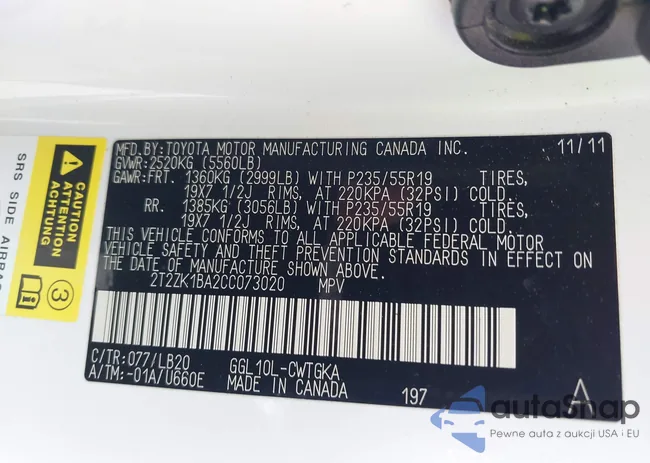 MFD.BY: TOYOTA MOTOR MANUFACTURING CANADA INC. 11/11
GVWR: 2520KG (5560LB)
GAWR: FRT. 1360KG (2999LB) WITH P235/55R19 TIRES,
19X7 1/2J RIMS, AT 220KPA (32PSI) COLD.
RR. 1385KG (3056LB) WITH P235/55R19 TIRES,
19X7 1/2J RIMS, AT 220KPA (32PSI) COLD.
THIS VEHICLE CONFORMS TO ALL APPLICABLE FEDERAL MOTOR
VEHICLE SAFETY AND THEFT PREVENTION STANDARDS IN EFFECT ON
THE DATE OF MANUFACTURE SHOWN ABOVE.
2T2ZK1BA2CC073020 MPV
C/TR: 077/LB20 GGL10L-CWTGKA
A/TM: -01A/U660E MADE IN CANADA 197 A
SRS SIDE AIRBAG
ATTENTION
ACHTUNG
3
autoSnap
Pewne auta z aukcji USA i EU